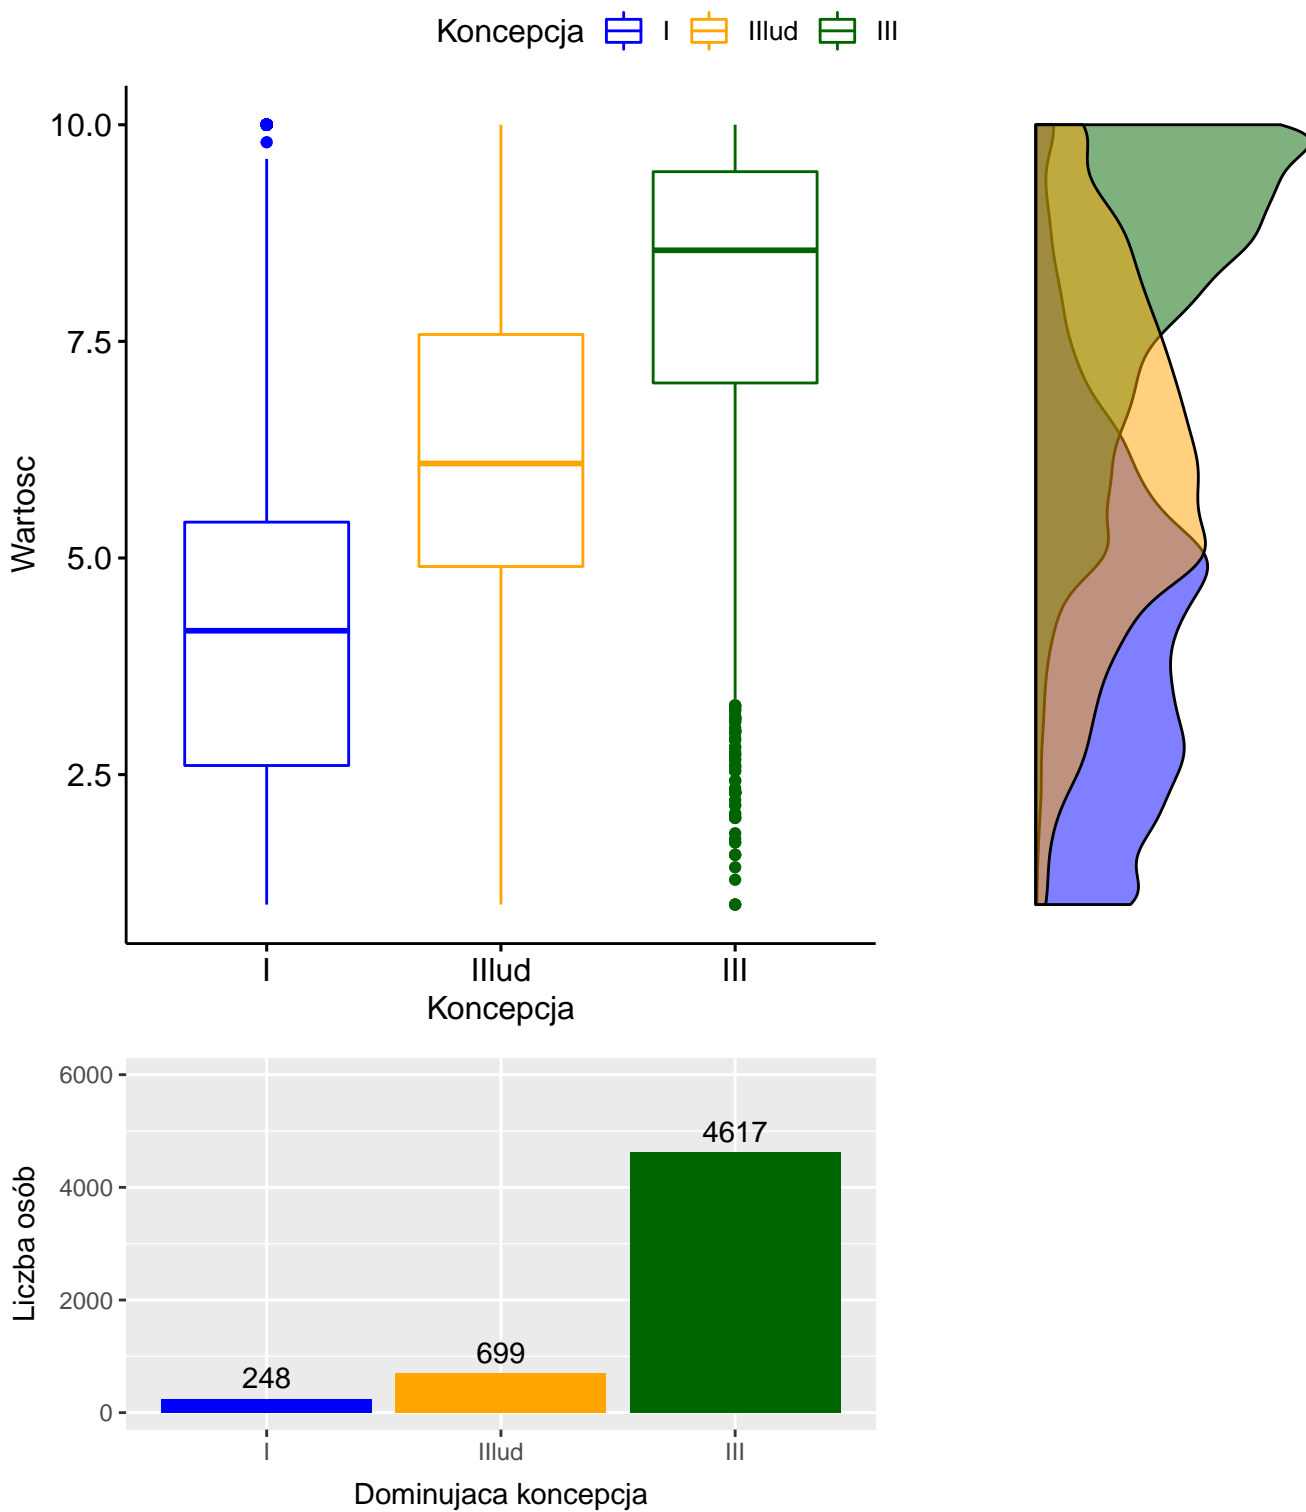 Koncepcja I IIlud III
10.0
7.5
5.0
2.5
Wartosc
I IIlud III
Koncepcja
6000
4000
2000
0
Liczba osób
248
699
4617
I IIlud III
Dominujaca koncepcja